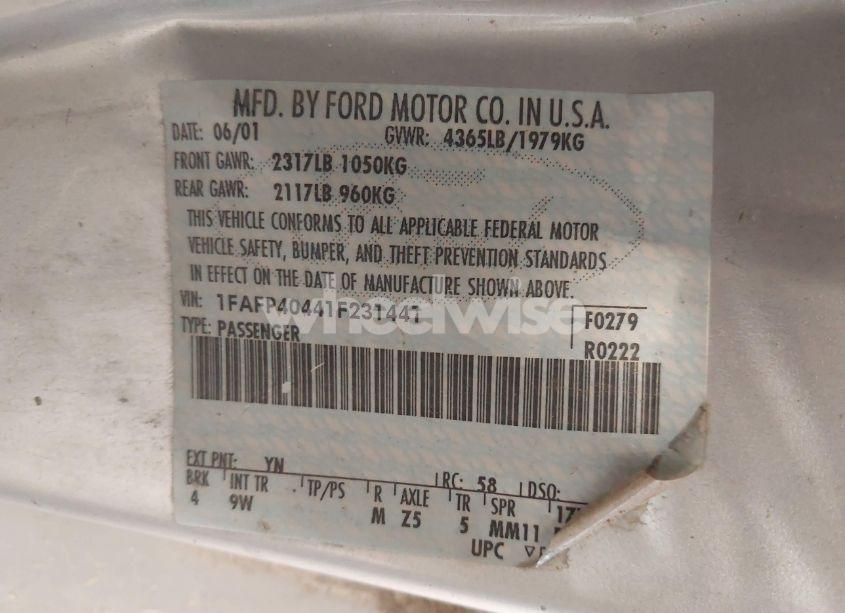 MFD. BY FORD MOTOR CO. IN U.S.A.
DATE: 06/01 GVWR: 4365LB/1979KG
FRONT GAWR: 2317LB 1050KG
REAR GAWR: 2117LB 960KG
THIS VEHICLE CONFORMS TO ALL APPLICABLE FEDERAL MOTOR
VEHICLE SAFETY, BUMPER, AND THEFT PREVENTION STANDARDS
IN EFFECT ON THE DATE OF MANUFACTURE SHOWN ABOVE.
VIN: 1FAFP40441F231441 F0279
TYPE: PASSENGER R0222
wheelwise
EXT PNT: YN RC: 58 DSO:
BRK INT TR TP/PS R AXLE TR SPR
4 9W M Z5 5 MM11
UPC